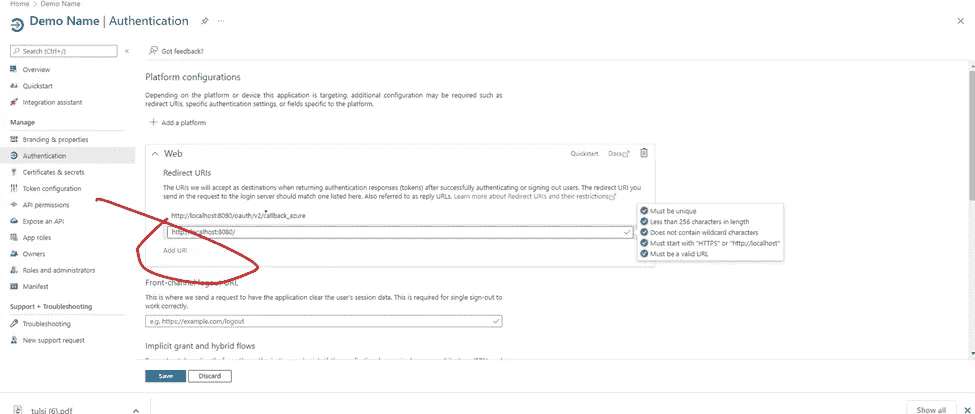 Home > Demo Name
Demo Name | Authentication
Search (Ctrl+/)
«
Got feedback?
Overview
Quickstart
Integration assistant
Manage
Branding & properties
Authentication
Certificates & secrets
Token configuration
API permissions
Expose an API
App roles
Owners
Roles and administrators
Manifest
Support + Troubleshooting
Troubleshooting
New support request
Platform configurations
Depending on the platform or device this application is targeting, additional configuration may be required such as
redirect URIs, specific authentication settings, or fields specific to the platform.
Add a platform
Web
Quickstart
Docs
Redirect URIs
The URIs we will accept as destinations when returning authentication responses (tokens) after successfully authenticating or signing out users. The redirect URI you
send in the request to the login server should match one listed here. Also referred to as reply URLs. Learn more about Redirect URIs and their restrictions
http://localhost:8080/oauth/v2/callback_azure
http://localhost:8080/
Add URI
Must be unique
Less than 256 characters in length
Does not contain wildcard characters
Must start with "HTTPS" or "http://localhost"
Must be a valid URL
Front-channel logout URL
This is where we send a request to have the application clear the user's session data. This is required for single sign-out to
work correctly.
e.g. https://example.com/logout
Implicit grant and hybrid flows
Save
Discard
tulsi (6).pdf
Show all